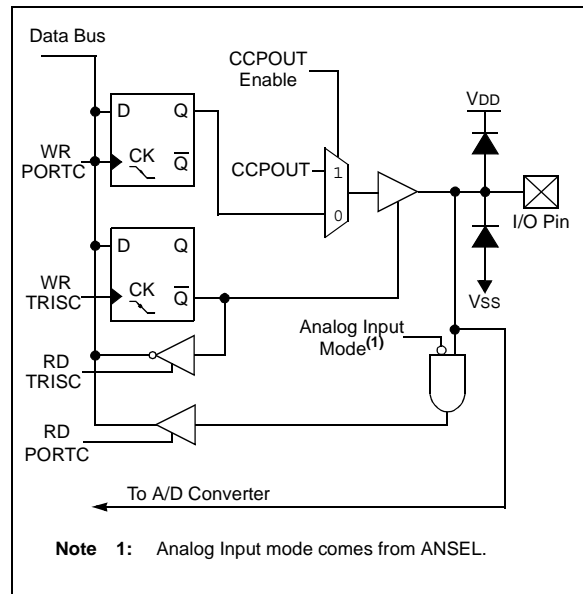 Data Bus
CCPOUT
Enable
VDD
D Q
WR
PORTC
CK
Q
CCPOUT
1
0
I/O Pin
D Q
WR
TRISC
CK
Q
VSS
Analog Input
Mode(1)
RD
TRISC
RD
PORTC
To A/D Converter
Note 1: Analog Input mode comes from ANSEL.